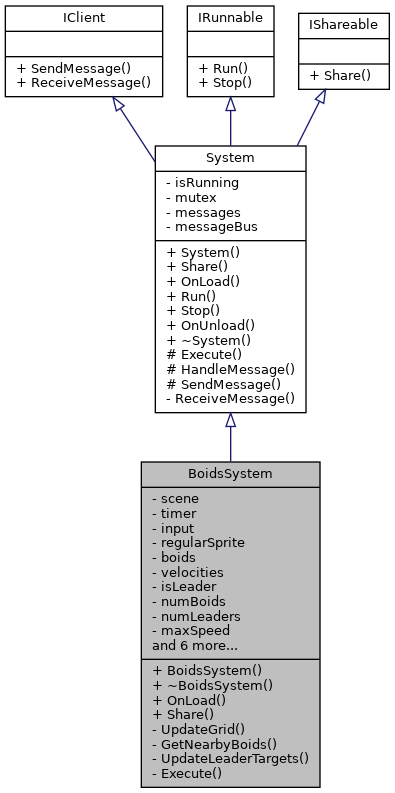 IClient
+ SendMessage()
+ ReceiveMessage()
IRunnable
+ Run()
+ Stop()
IShareable
+ Share()
System
- isRunning
- mutex
- messages
- messageBus
+ System()
+ Share()
+ OnLoad()
+ Run()
+ Stop()
+ OnUnload()
+ ~System()
# Execute()
# HandleMessage()
# SendMessage()
- ReceiveMessage()
BoidsSystem
- scene
- timer
- input
- regularSprite
- boids
- velocities
- isLeader
- numBoids
- numLeaders
- maxSpeed
and 6 more...
+ BoidsSystem()
+ ~BoidsSystem()
+ OnLoad()
+ Share()
- UpdateGrid()
- GetNearbyBoids()
- UpdateLeaderTargets()
- Execute()